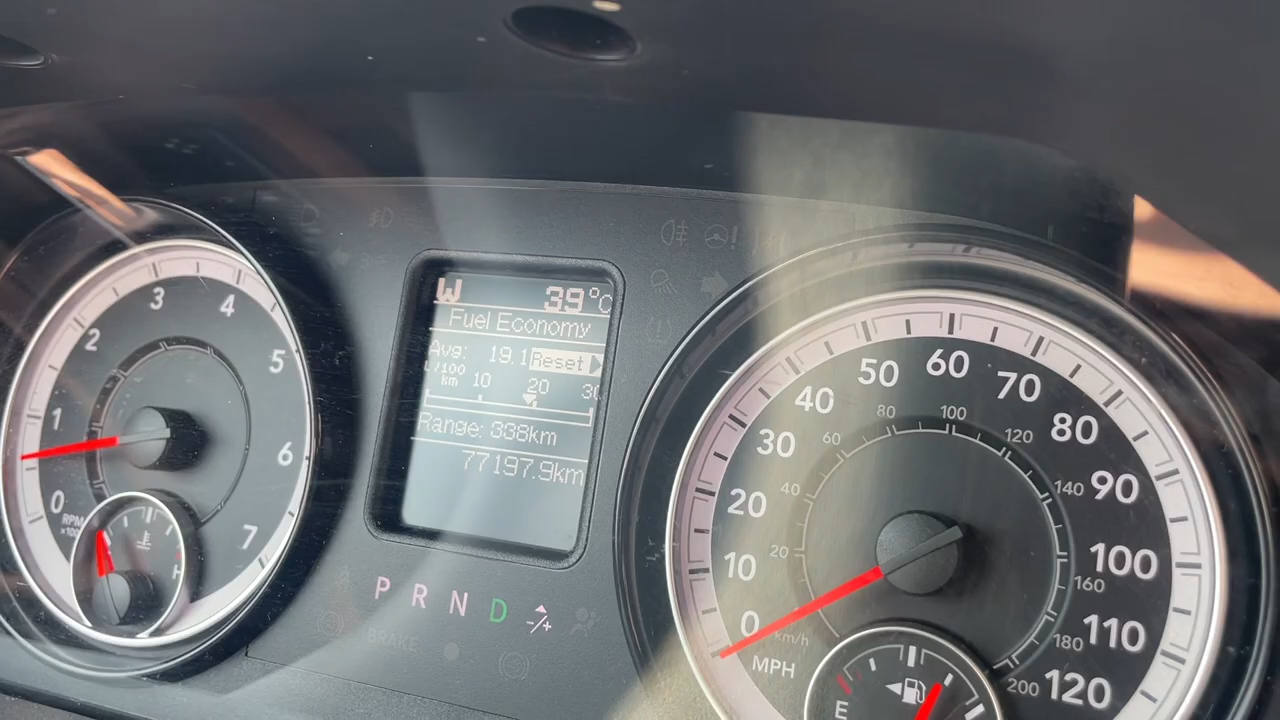 W 39°C
Fuel Economy
Avg: 19.1 Reset
L/100
km 10 20 30
Range: 338km
77197.9km
0 1 2 3 4 5 6 7
RPM
H
P R N D -/+
BRAKE
0 10 20 30 40 50 60 70 80 90 100 110 120
20 40 60 80 100 120 140 160 180 200
km/h
MPH
E